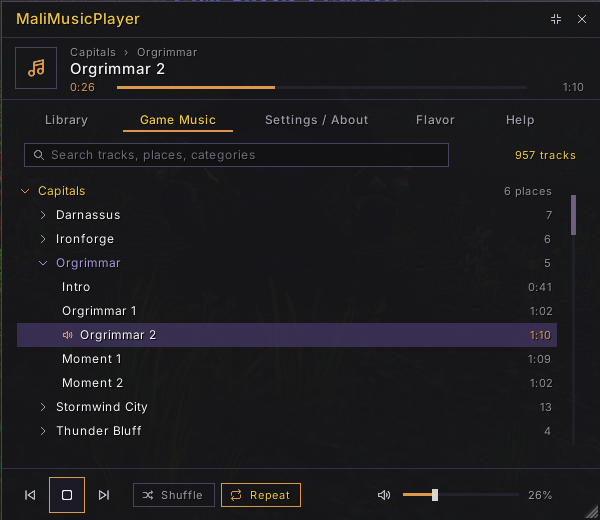 MaliMusicPlayer
Capitals > Orgrimmar
Orgrimmar 2
0:26 1:10
Library Game Music Settings / About Flavor Help
Search tracks, places, categories 957 tracks
Capitals 6 places
Darnassus 7
Ironforge 6
Orgrimmar 5
Intro 0:41
Orgrimmar 1 1:02
Orgrimmar 2 1:10
Moment 1 1:09
Moment 2 1:02
Stormwind City 13
Thunder Bluff 4
Shuffle Repeat 26%